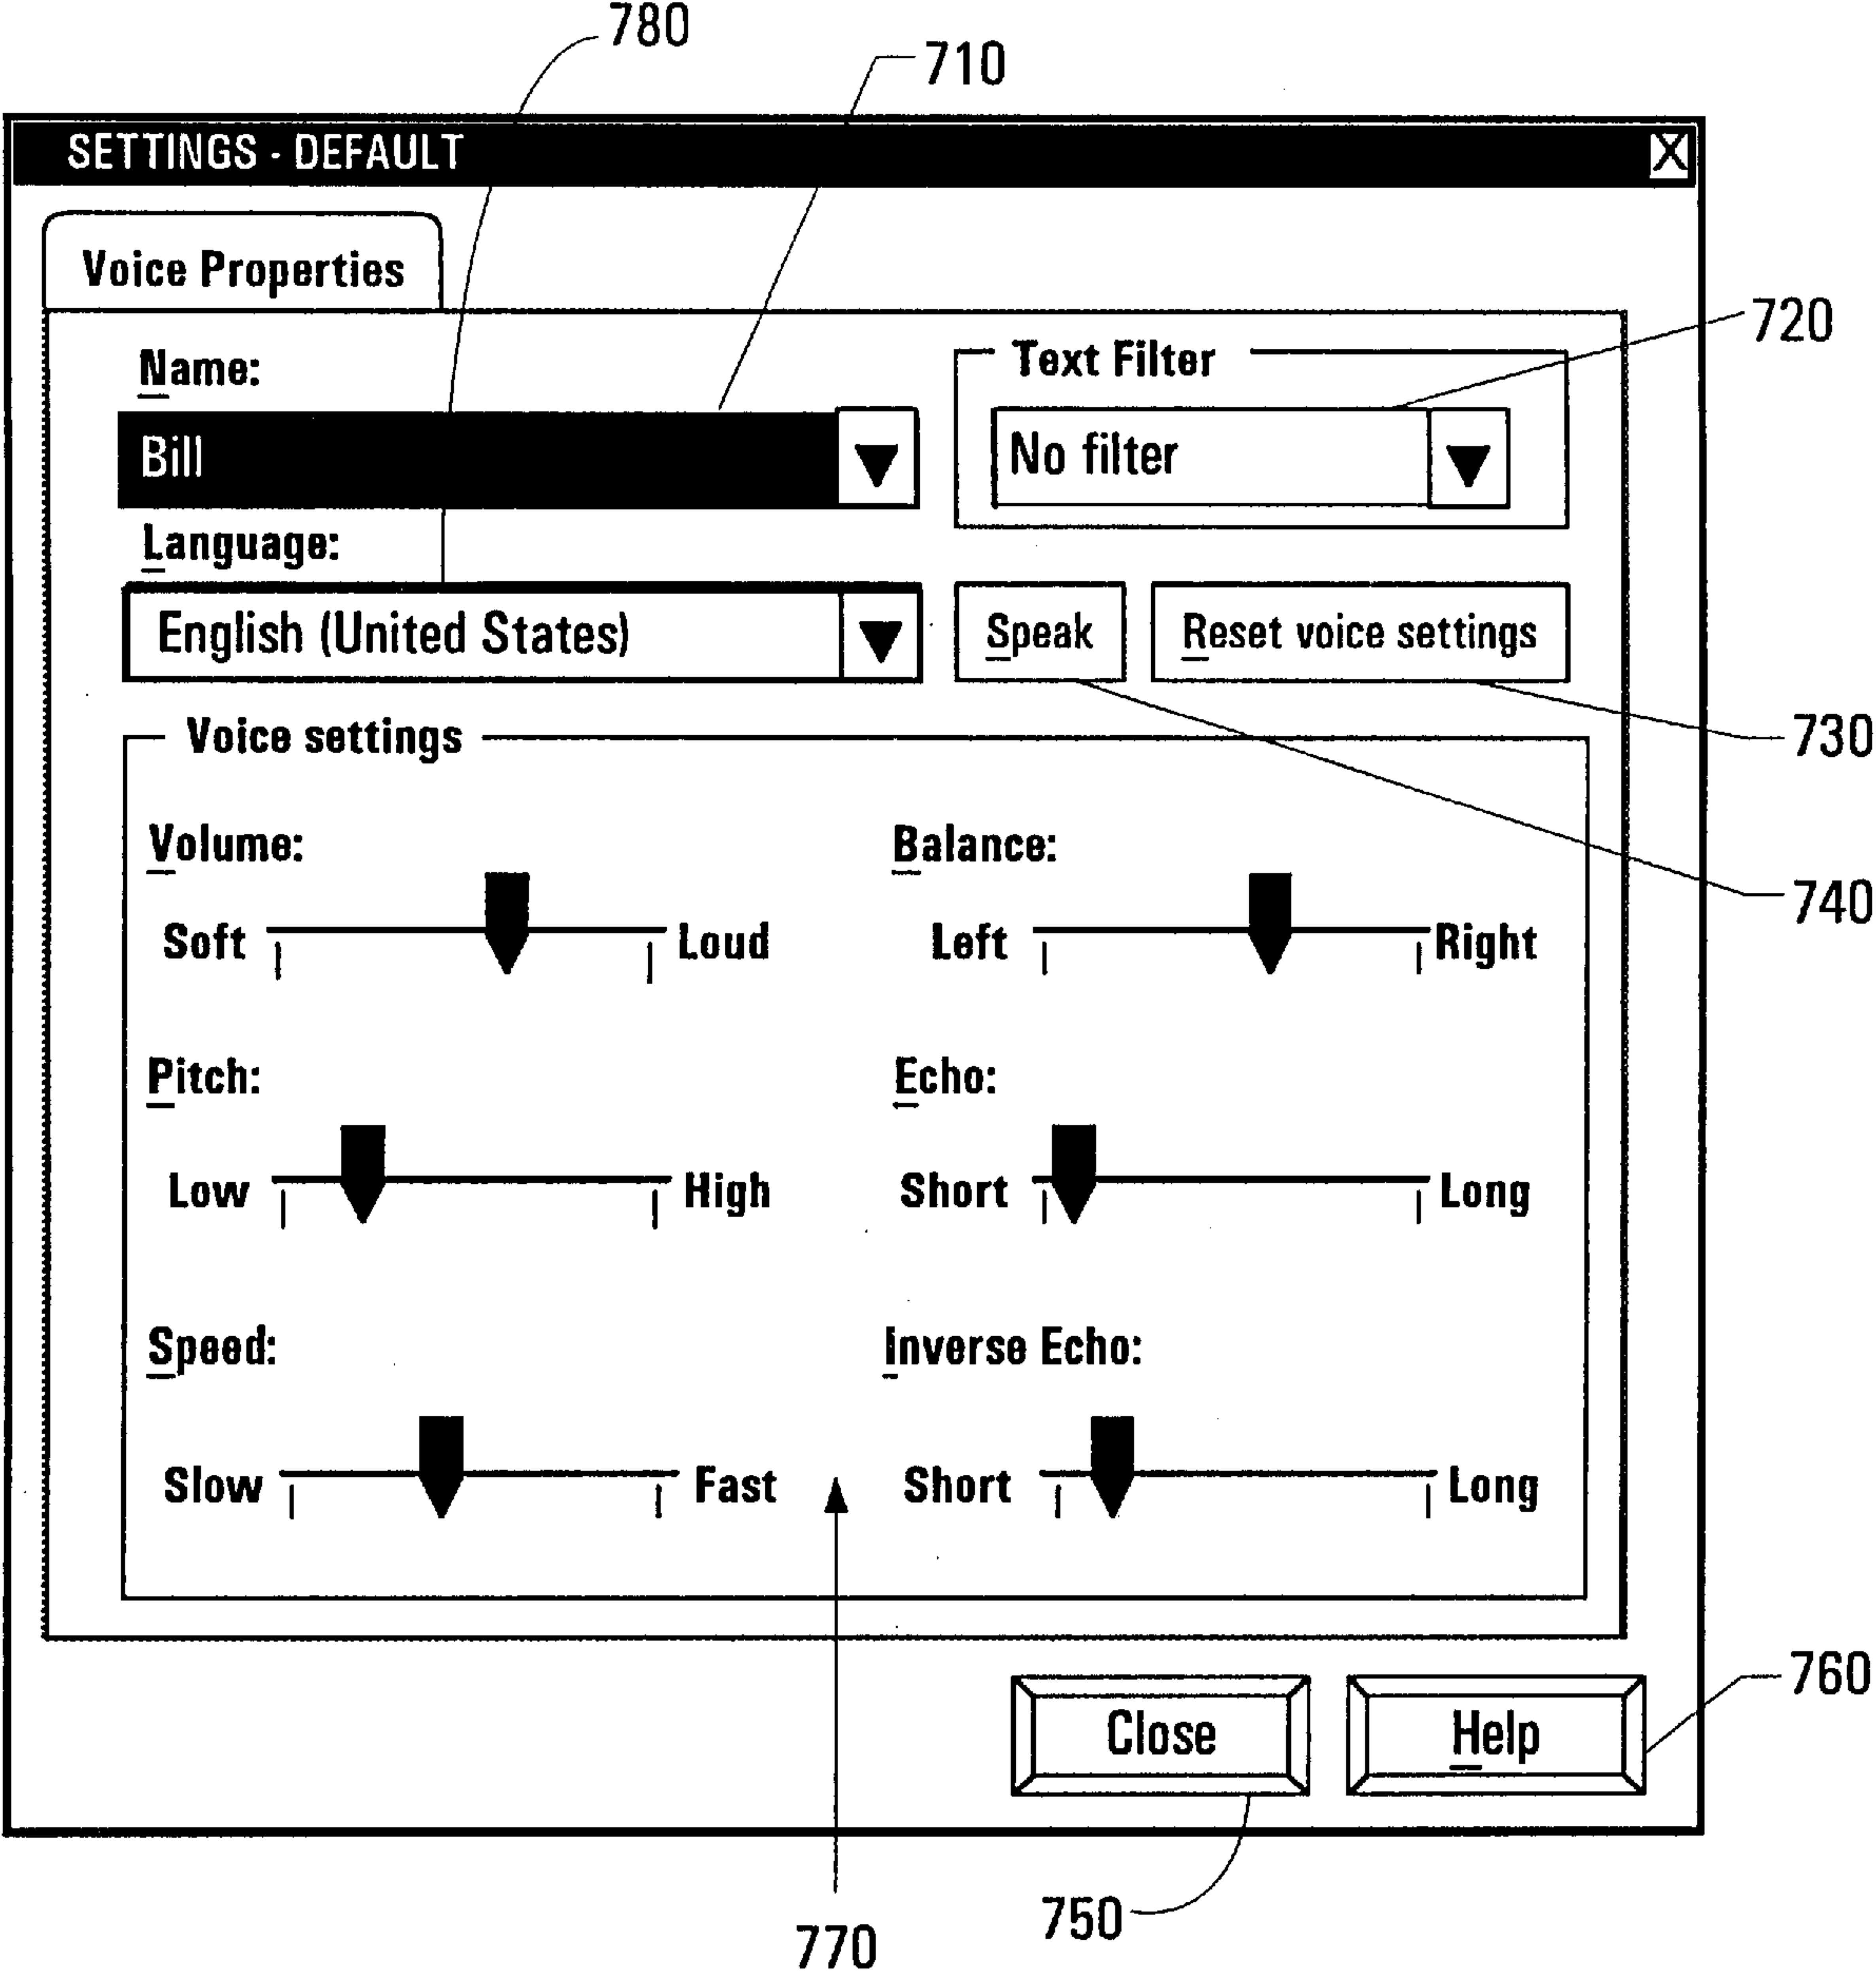 780
710
SETTINGS - DEFAULT X
Voice Properties
720
Name:
Text Filter
Bill
No filter
Language:
English (United States)
Speak
Reset voice settings
730
Voice settings
Volume:
Balance:
740
Soft Loud
Left Right
Pitch:
Echo:
Low High
Short Long
Speed:
Inverse Echo:
Slow Fast
Short Long
760
Close
Help
750
770